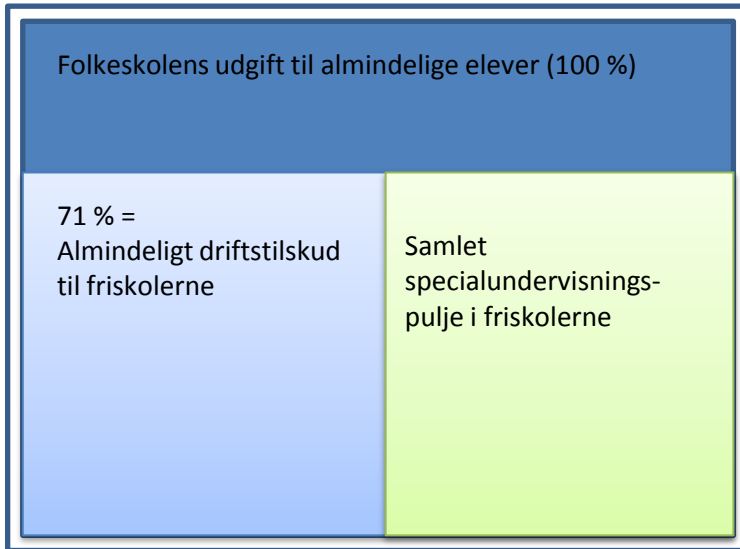 Folkeskolens udgift til almindelige elever (100 %)
71 % =
Almindeligt driftstilskud
til friskolerne
Samlet
specialundervisnings-
pulje i friskolerne